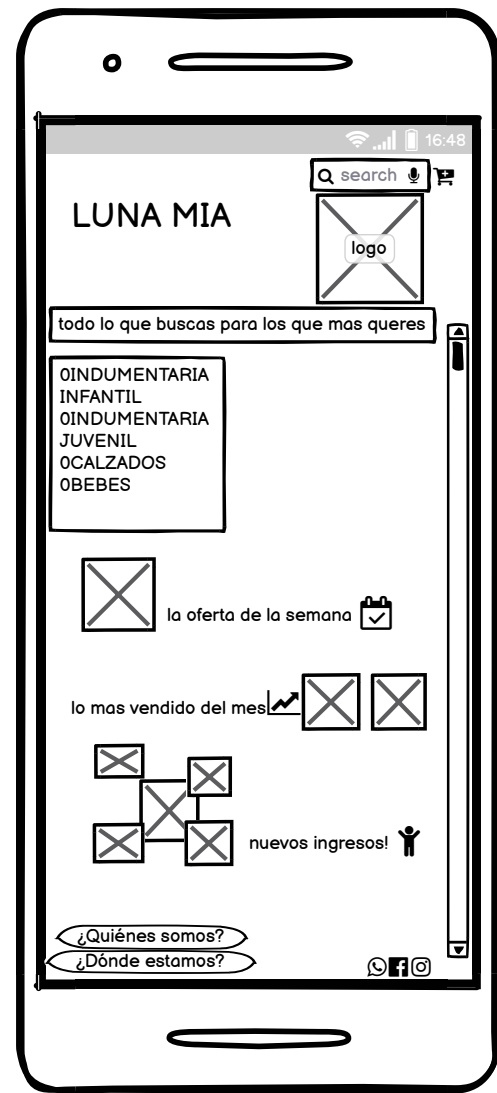 16:48
search
LUNA MIA
logo
todo lo que buscas para los que mas queres
0INDUMENTARIA
INFANTIL
0INDUMENTARIA
JUVENIL
0CALZADOS
0BEBES
la oferta de la semana
lo mas vendido del mes
nuevos ingresos!
¿Quiénes somos?
¿Dónde estamos?